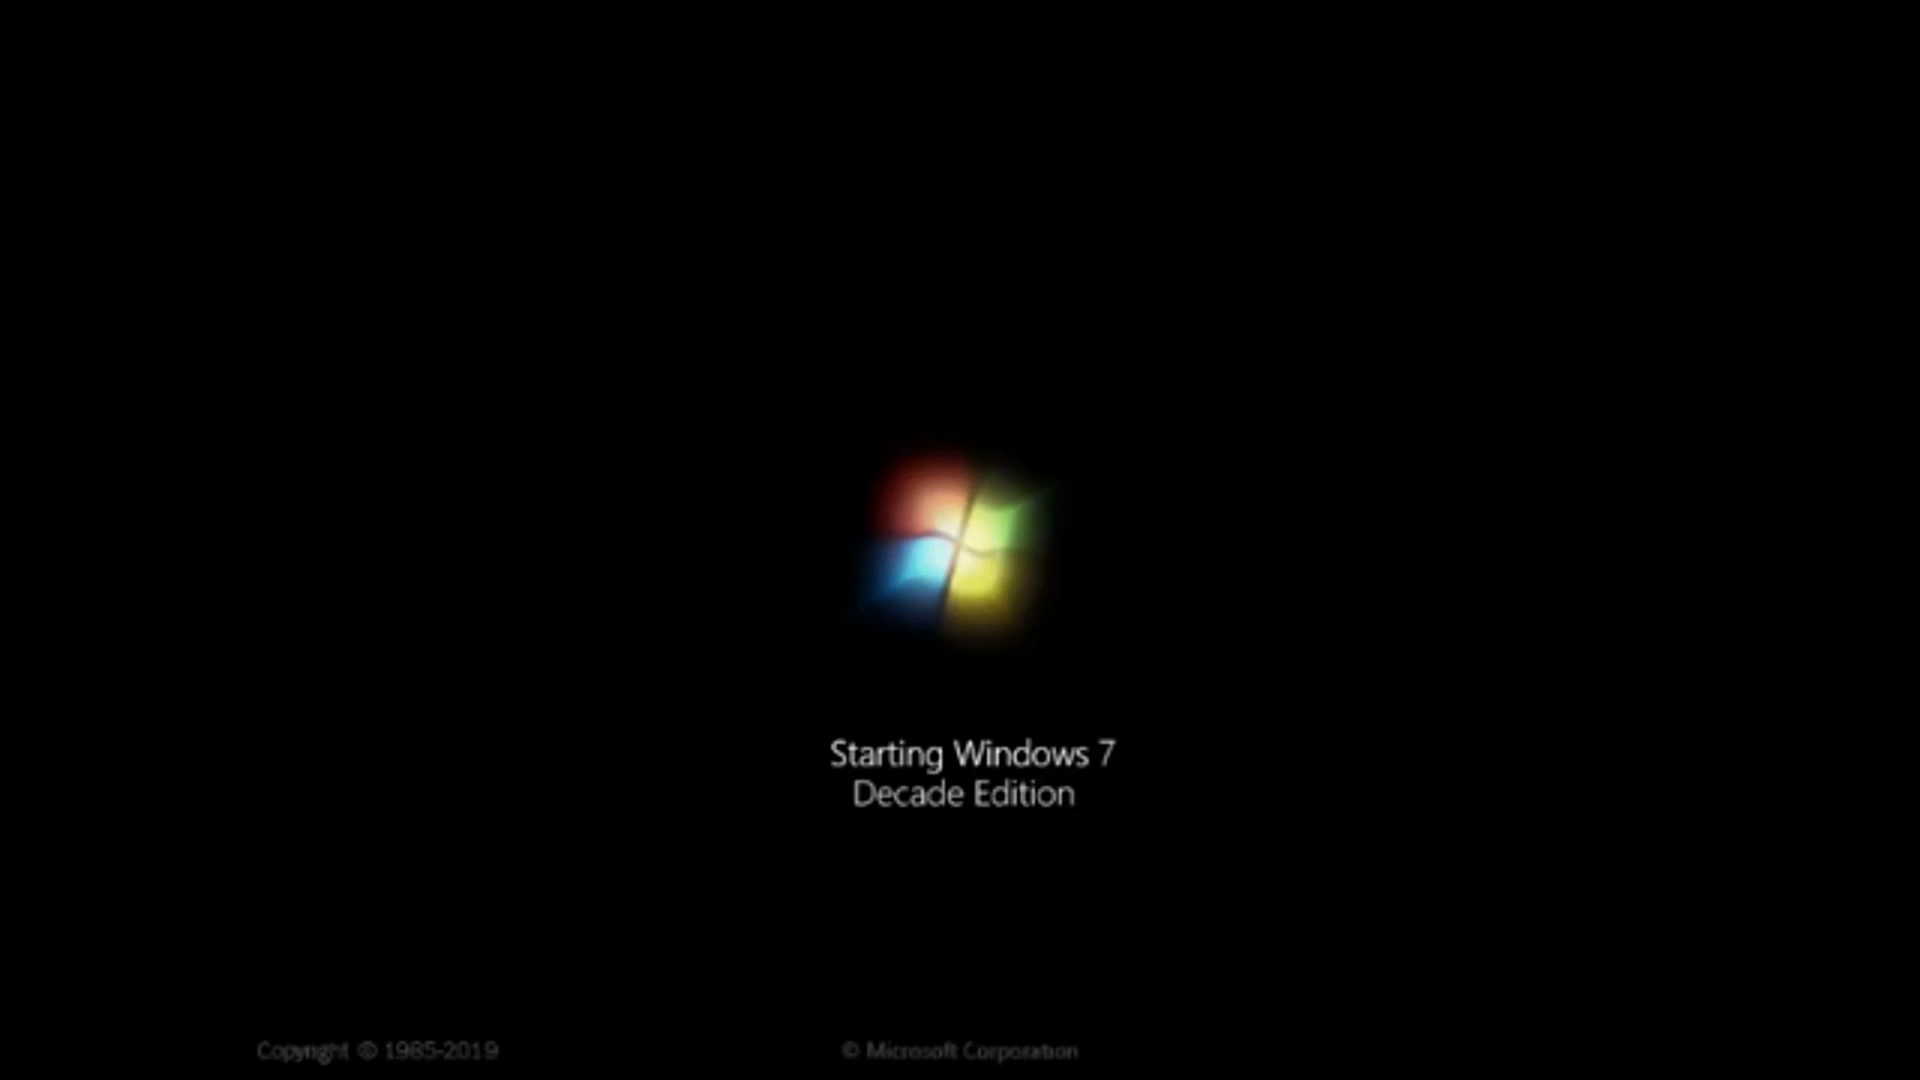 Starting Windows 7
Decade Edition
Copyright © 1985-2019
© Microsoft Corporation